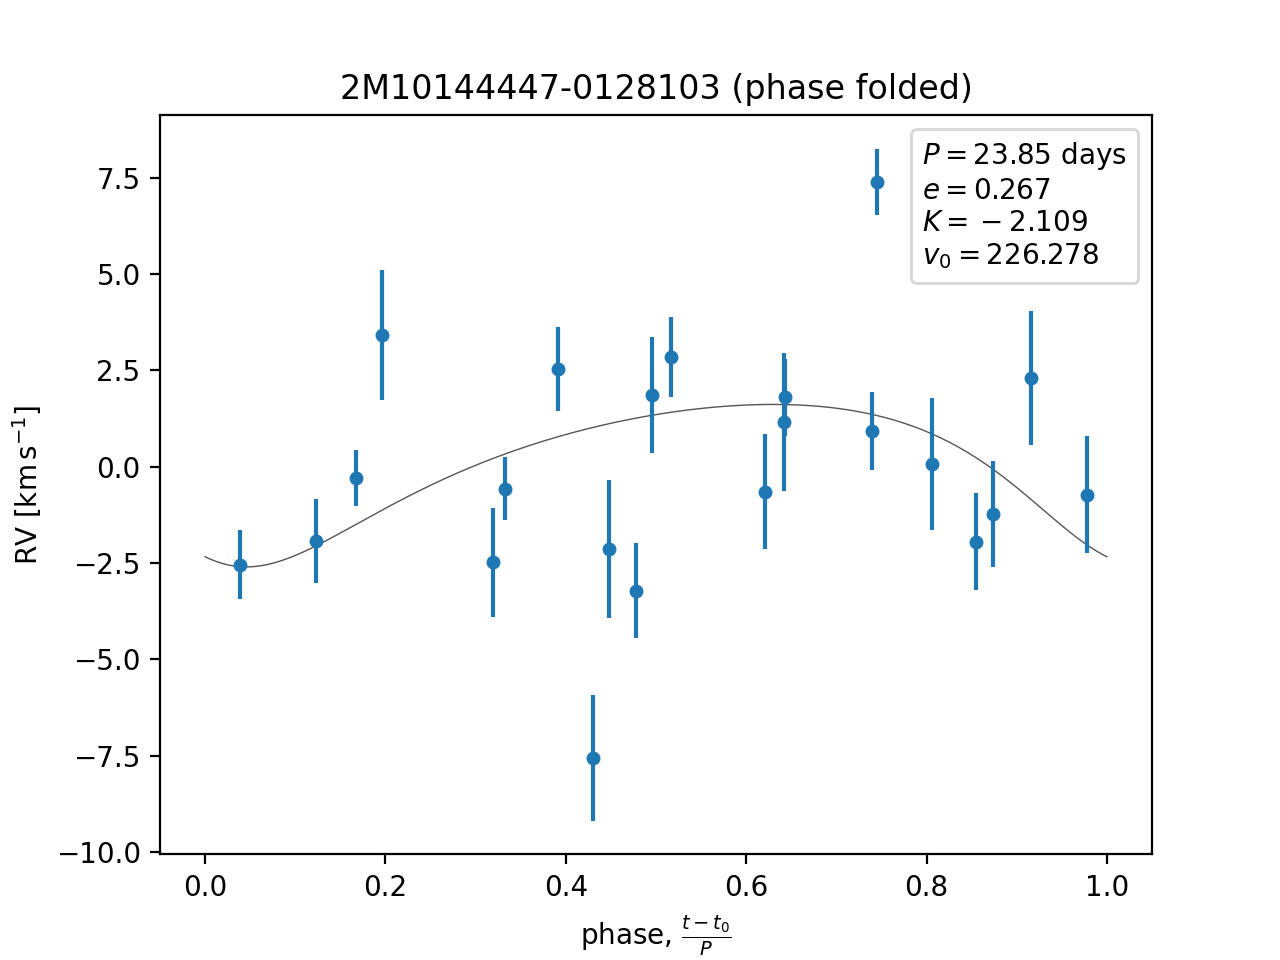 2M10144447-0128103 (phase folded)
P = 23.85 days
e = 0.267
K = −2.109
v₀ = 226.278
7.5
5.0
2.5
0.0
−2.5
−5.0
−7.5
−10.0
RV [km s⁻¹]
0.0 0.2 0.4 0.6 0.8 1.0
phase, (t − t₀)/P